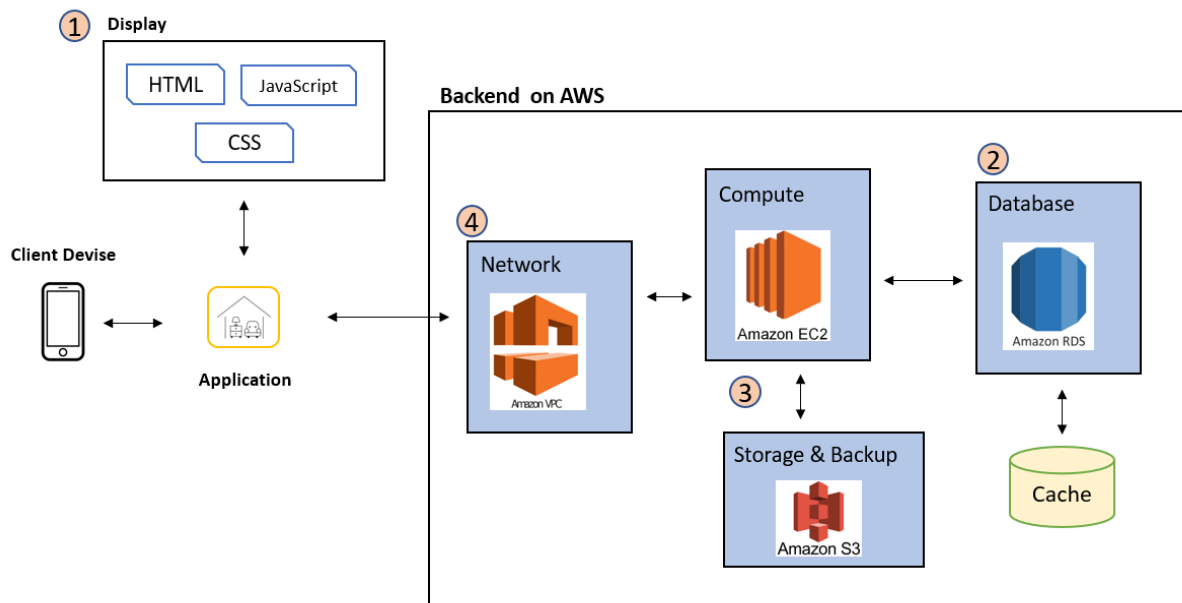 1
Display
HTML
JavaScript
CSS
Backend on AWS
Client Devise
Application
4
Network
Amazon VPC
Compute
Amazon EC2
2
Database
Amazon RDS
3
Storage & Backup
Amazon S3
Cache